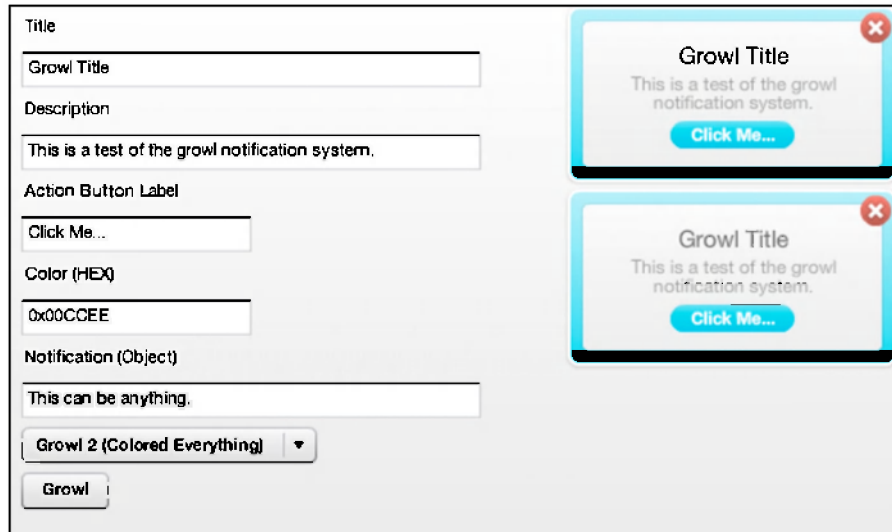 Title
Growl Title
Description
This is a test of the growl notification system.
Action Button Label
Click Me...
Color (HEX)
0x00CCEE
Notification (Object)
This can be anything.
Growl 2 (Colored Everything)
Growl
Growl Title
This is a test of the growl
notification system.
Click Me...
Growl Title
This is a test of the growl
notification system.
Click Me...